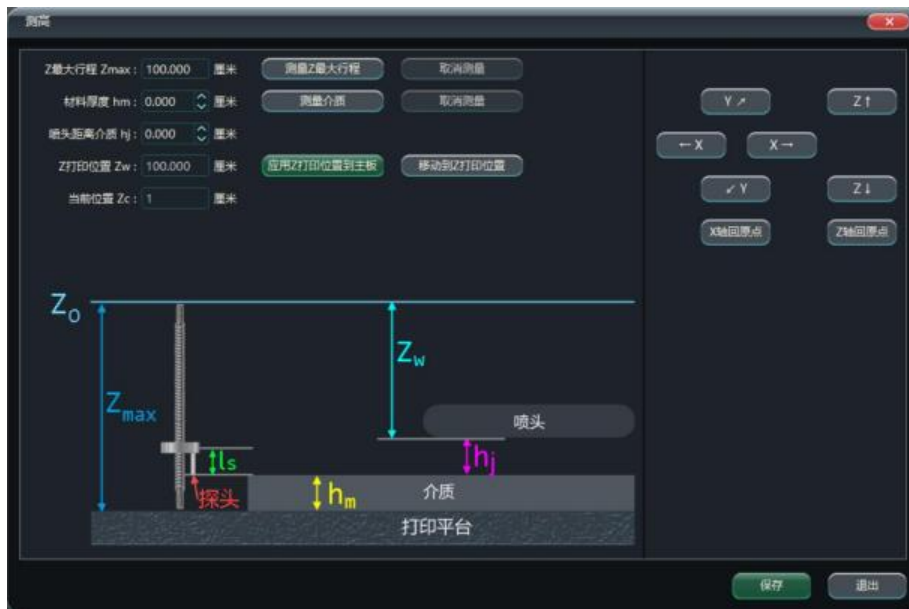 测高
Z最大行程 Zmax: 100.000 厘米 测量Z最大行程 取消测量
材料厚度 hm: 0.000 厘米 测量介质 取消测量
喷头距离介质 hj: 0.000 厘米
Z打印位置 Zw: 100.000 厘米 应用Z打印位置到主板 移动到Z打印位置
当前位置 Zc: 1 厘米
Y↗ Z↑
←X X→
↙Y Z↓
X轴回原点 Z轴回原点
Zo
Zw
Zmax
喷头
ls
hj
探头
hm
介质
打印平台
保存 退出